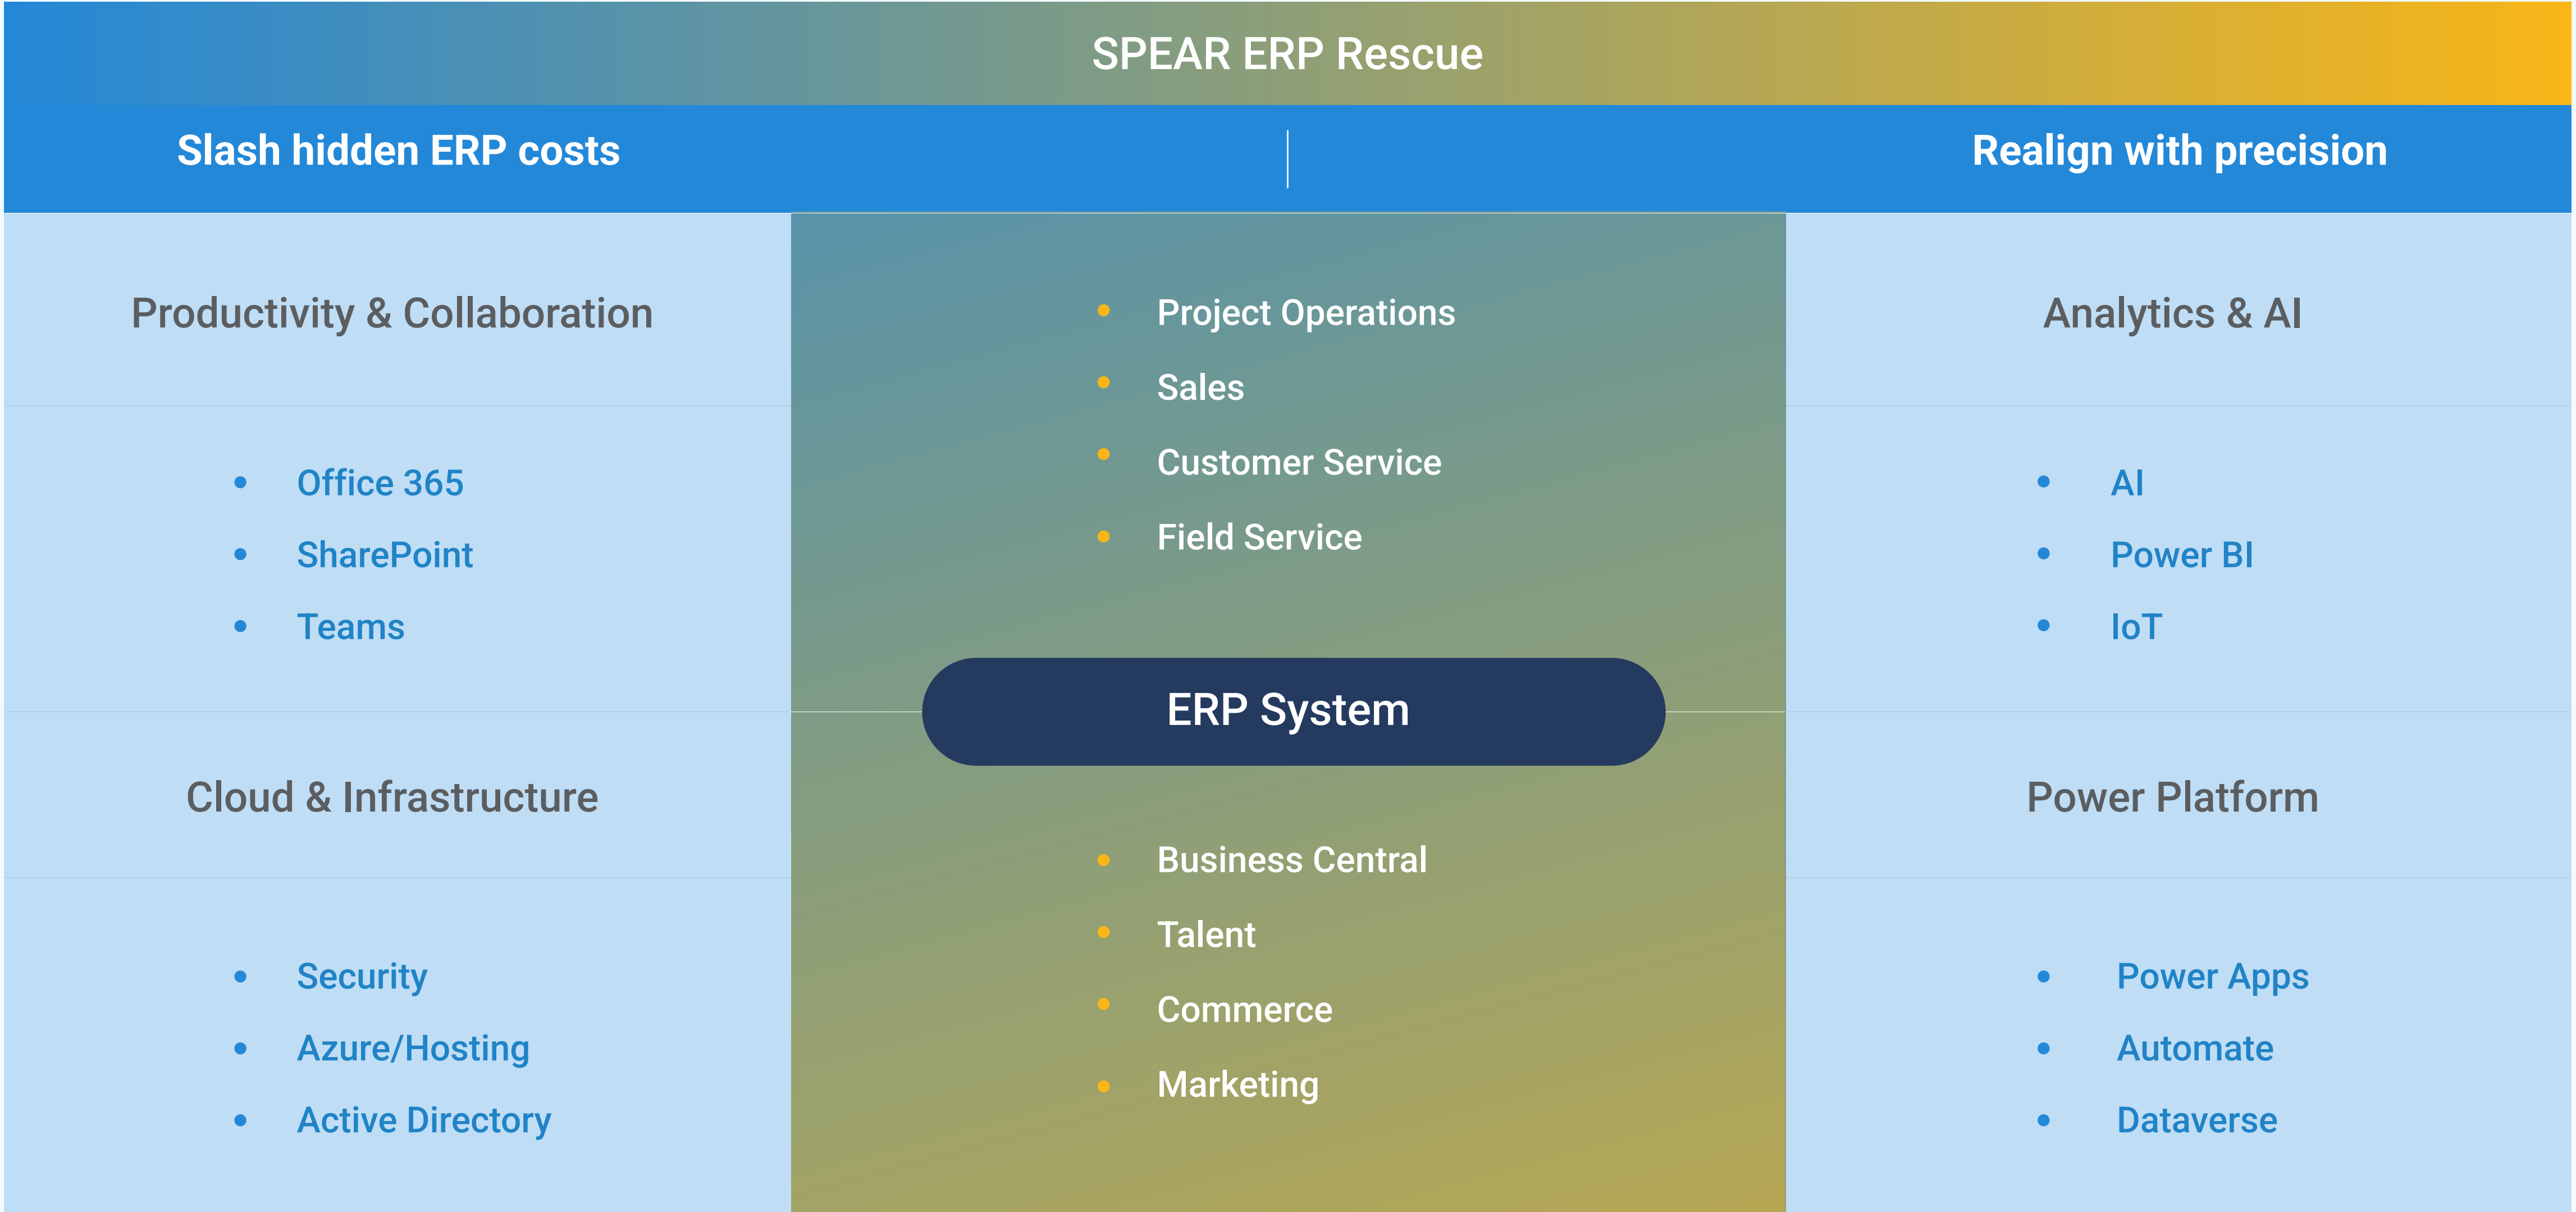 SPEAR ERP Rescue
Slash hidden ERP costs
Realign with precision
Productivity & Collaboration
• Office 365
• SharePoint
• Teams
Cloud & Infrastructure
• Security
• Azure/Hosting
• Active Directory
• Project Operations
• Sales
• Customer Service
• Field Service
ERP System
• Business Central
• Talent
• Commerce
• Marketing
Analytics & AI
• AI
• Power BI
• IoT
Power Platform
• Power Apps
• Automate
• Dataverse